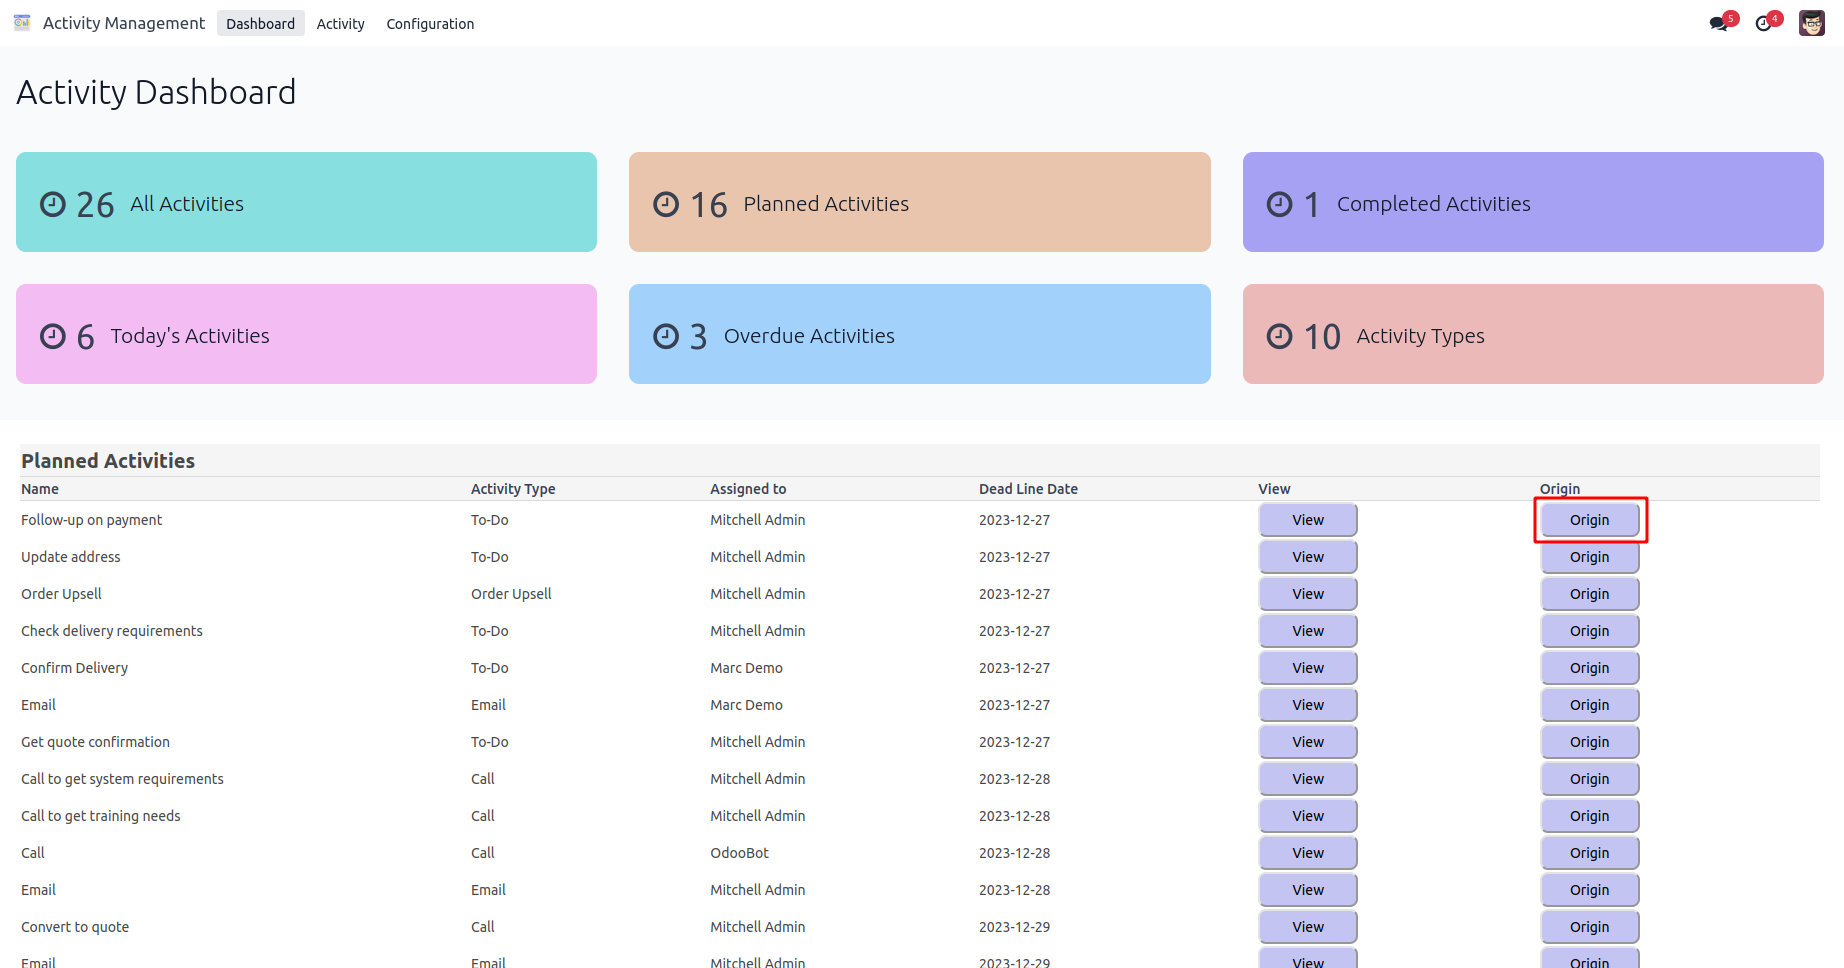 Activity Management Dashboard Activity Configuration 5 4
Activity Dashboard
26 All Activities 16 Planned Activities 1 Completed Activities
6 Today's Activities 3 Overdue Activities 10 Activity Types
Planned Activities
Name Activity Type Assigned to Dead Line Date View Origin
Follow-up on payment To-Do Mitchell Admin 2023-12-27 View Origin
Update address To-Do Mitchell Admin 2023-12-27 View Origin
Order Upsell Order Upsell Mitchell Admin 2023-12-27 View Origin
Check delivery requirements To-Do Mitchell Admin 2023-12-27 View Origin
Confirm Delivery To-Do Marc Demo 2023-12-27 View Origin
Email Email Marc Demo 2023-12-27 View Origin
Get quote confirmation To-Do Mitchell Admin 2023-12-27 View Origin
Call to get system requirements Call Mitchell Admin 2023-12-28 View Origin
Call to get training needs Call Mitchell Admin 2023-12-28 View Origin
Call Call OdooBot 2023-12-28 View Origin
Email Email Mitchell Admin 2023-12-28 View Origin
Convert to quote Call Mitchell Admin 2023-12-29 View Origin
Email Email Mitchell Admin 2023-12-29 View Origin